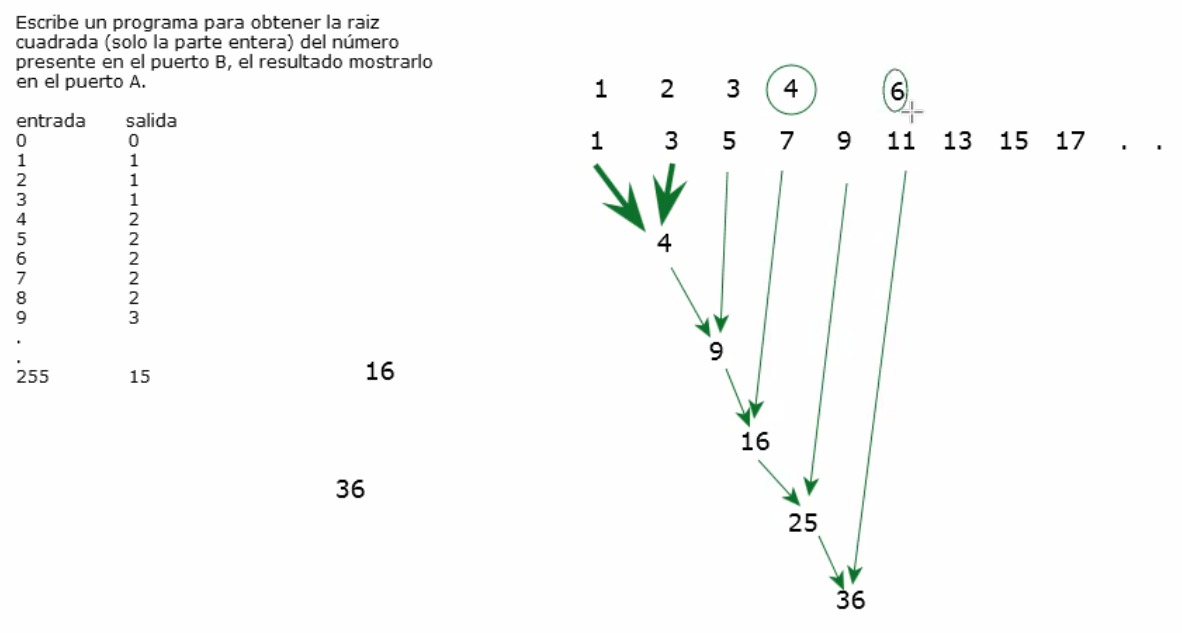 Escribe un programa para obtener la raiz
cuadrada (solo la parte entera) del número
presente en el puerto B, el resultado mostrarlo
en el puerto A.
entrada salida
0 0
1 1
2 1
3 1
4 2
5 2
6 2
7 2
8 2
9 3
.
.
255 15
16
36
1 2 3 4 6
1 3 5 7 9 11 13 15 17 . .
4
9
16
25
36